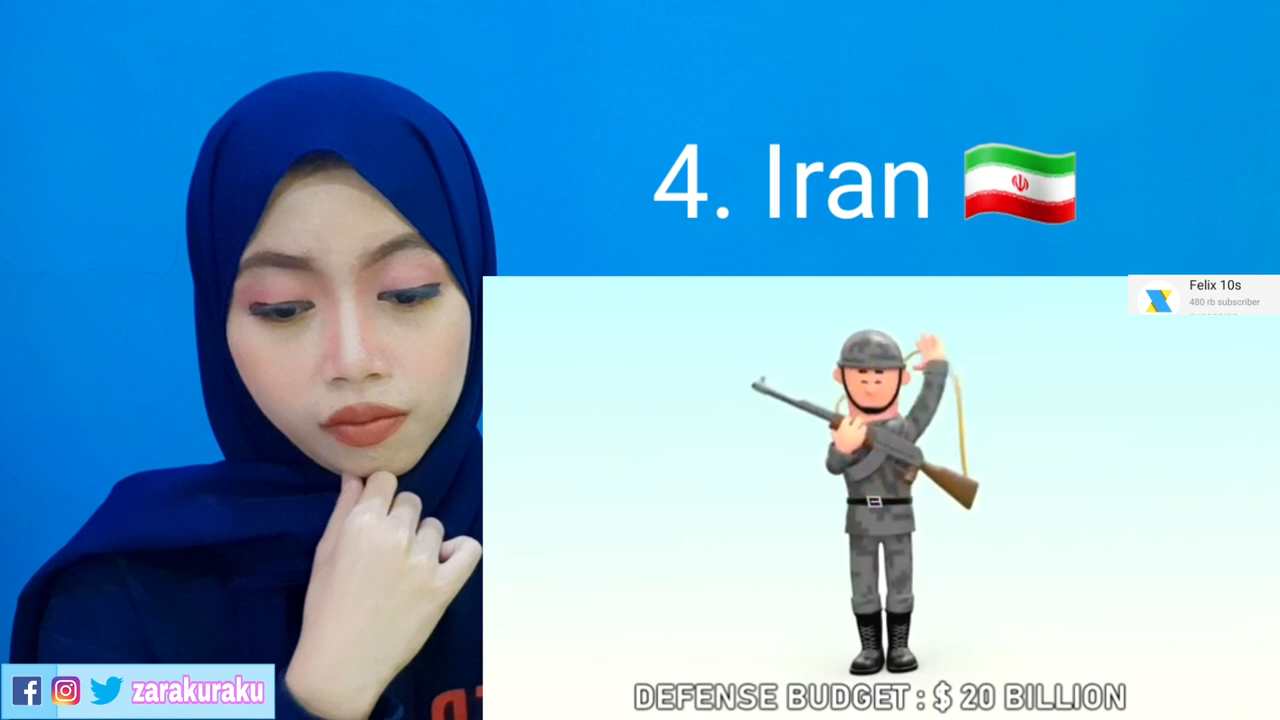 4. Iran
Felix 10s
480 rb subscriber
zarakuraku
DEFENSE BUDGET : $ 20 BILLION